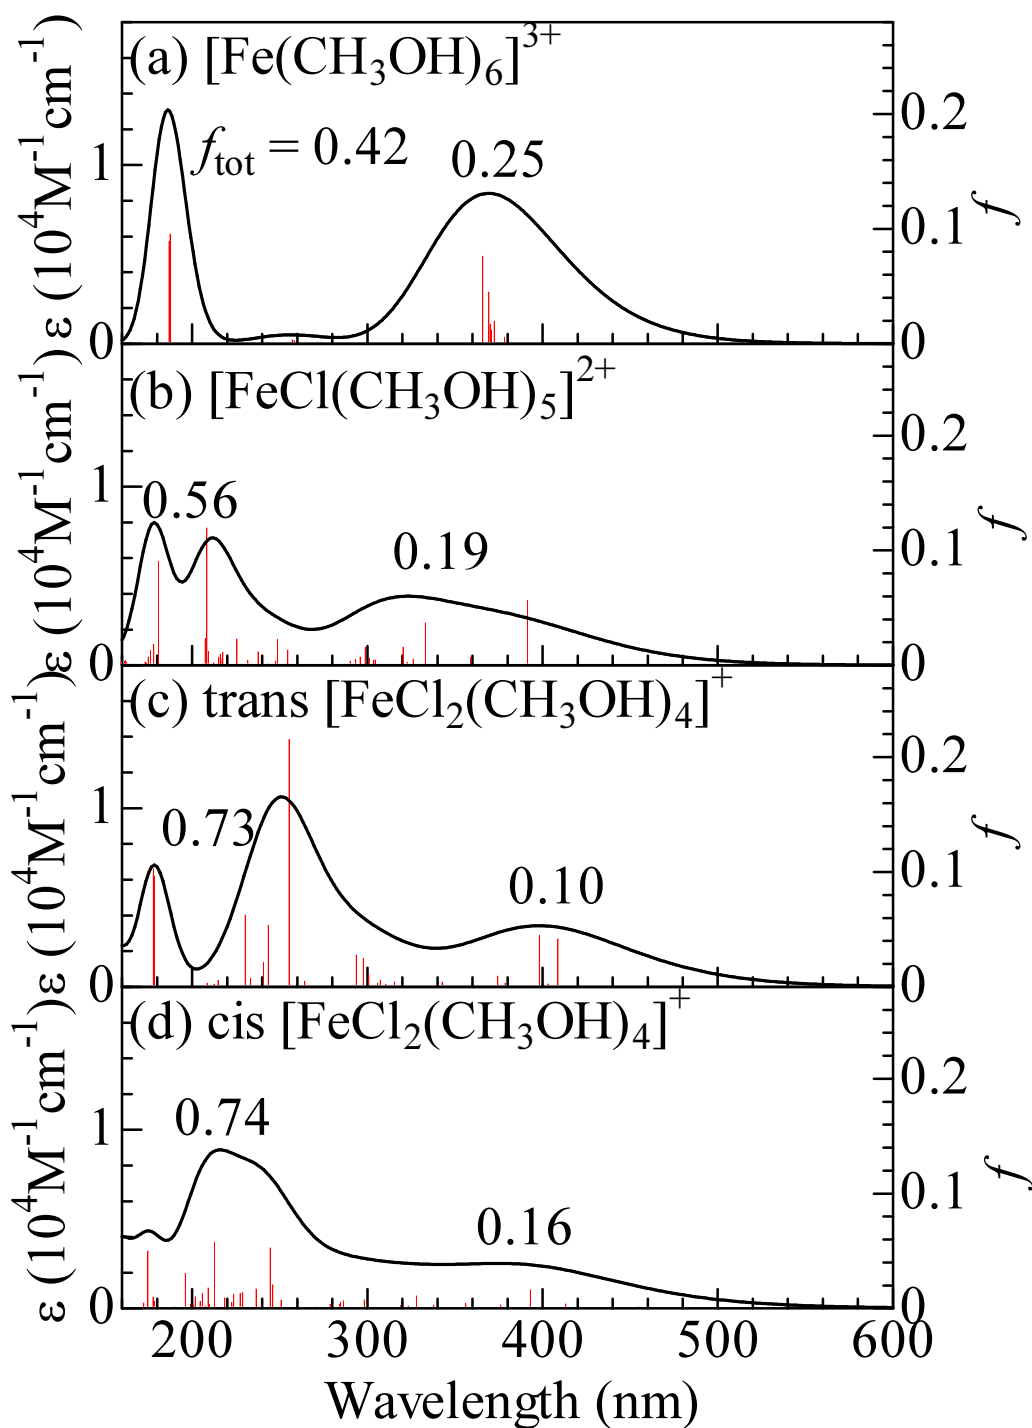 (a) [Fe(CH₃OH)₆]³⁺
f_tot = 0.42 0.25
ε (10⁴M⁻¹cm⁻¹)
1
0
0.2
0.1
0
f
(b) [FeCl(CH₃OH)₅]²⁺
0.56 0.19
ε (10⁴M⁻¹cm⁻¹)
1
0
0.2
0.1
0
f
(c) trans [FeCl₂(CH₃OH)₄]⁺
0.73 0.10
ε (10⁴M⁻¹cm⁻¹)
1
0
0.2
0.1
0
f
(d) cis [FeCl₂(CH₃OH)₄]⁺
0.74 0.16
ε (10⁴M⁻¹cm⁻¹)
1
0
0.2
0.1
0
f
200 300 400 500 600
Wavelength (nm)